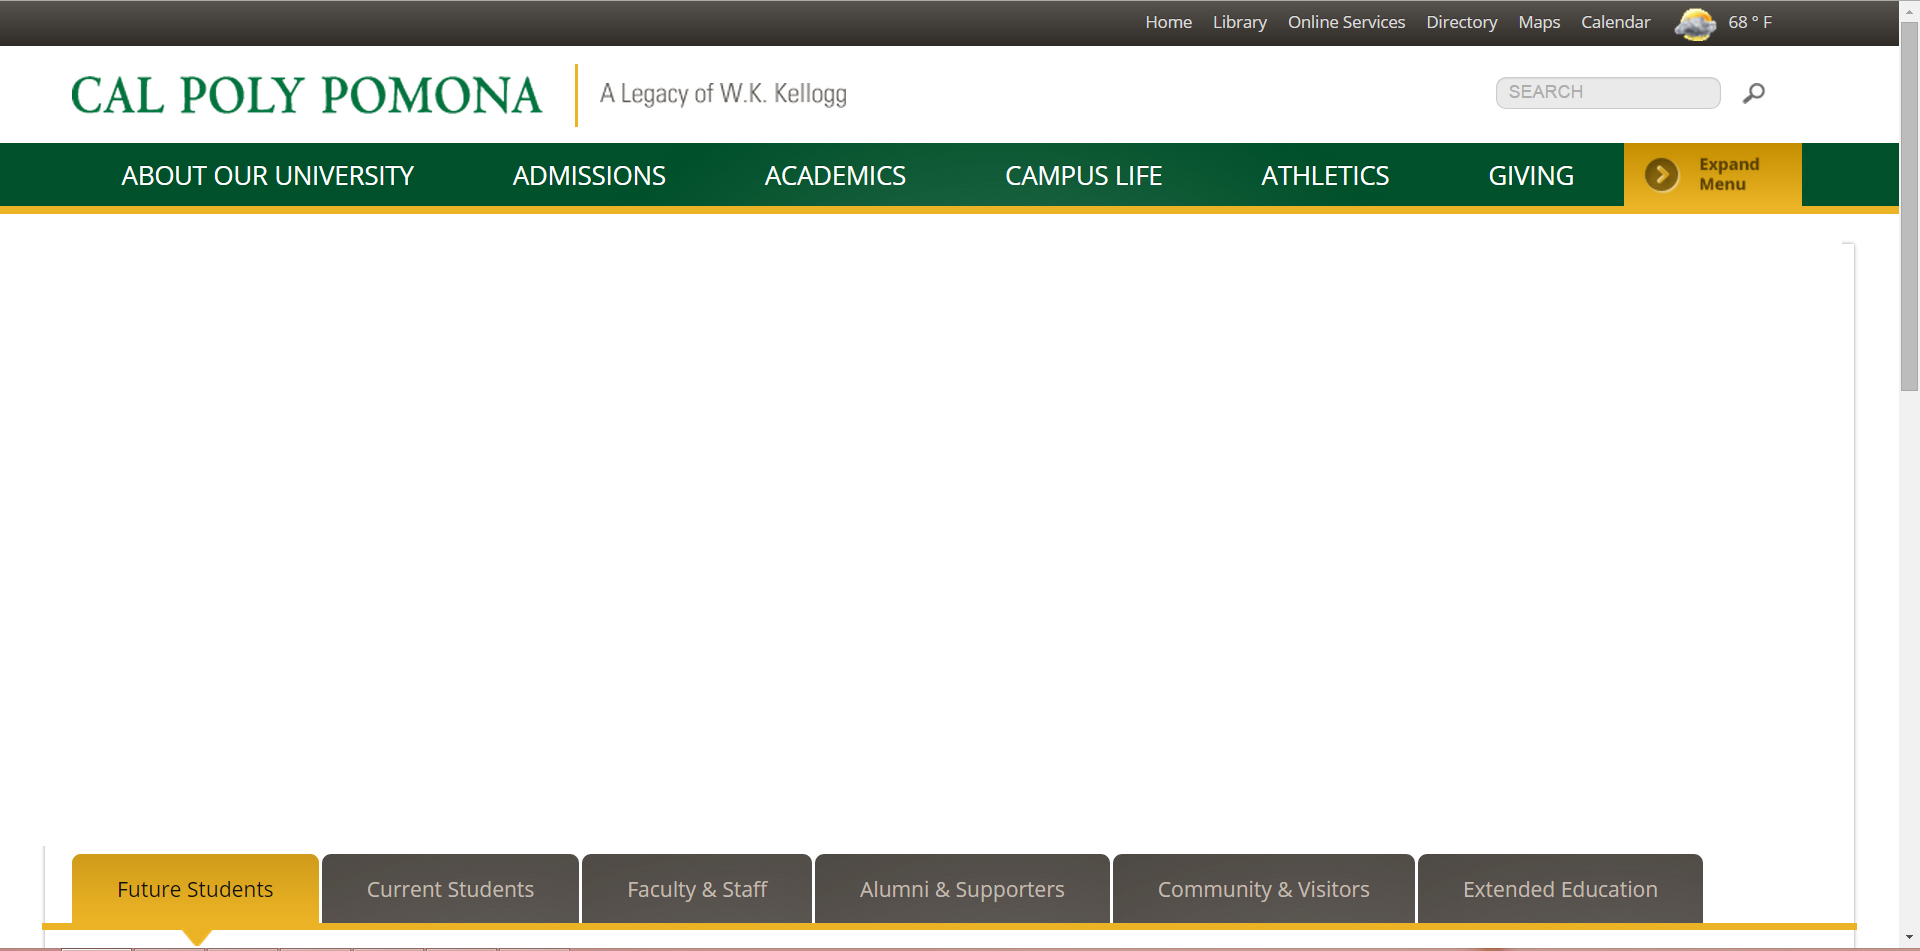 Home Library Online Services Directory Maps Calendar 68 ° F
CAL POLY POMONA A Legacy of W.K. Kellogg SEARCH
ABOUT OUR UNIVERSITY ADMISSIONS ACADEMICS CAMPUS LIFE ATHLETICS GIVING Expand
Menu
Future Students Current Students Faculty & Staff Alumni & Supporters Community & Visitors Extended Education